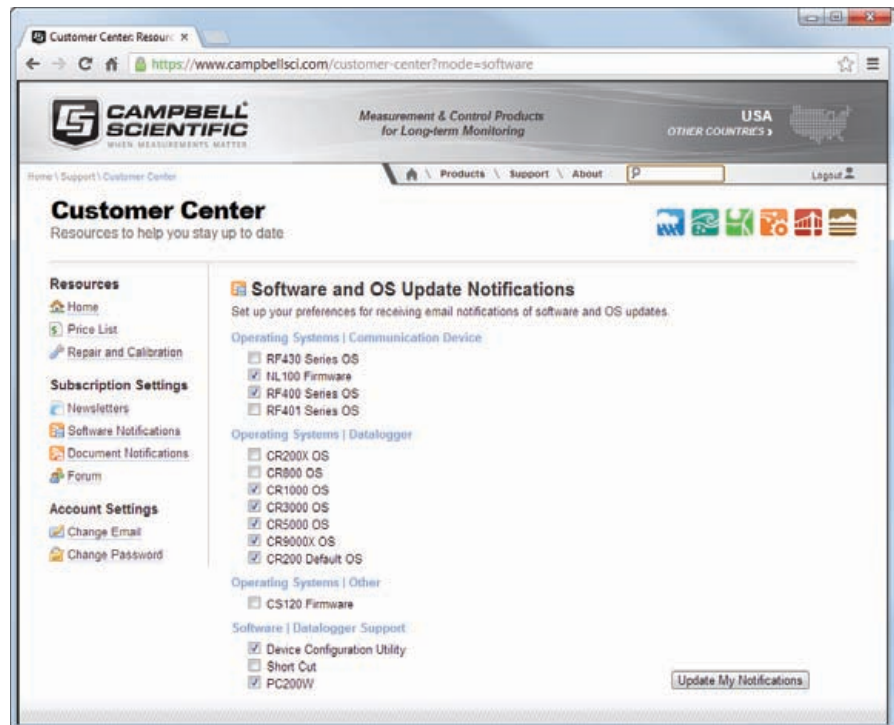 Customer Center: Resourc
https://www.campbellsci.com/customer-center?mode=software
CAMPBELL
SCIENTIFIC
WHEN MEASUREMENTS MATTER
Measurement & Control Products
for Long-term Monitoring
USA
OTHER COUNTRIES
Home \ Support \ Customer Center
\ Products \ Support \ About
Logout
Customer Center
Resources to help you stay up to date
Resources
Home
Price List
Repair and Calibration
Subscription Settings
Newsletters
Software Notifications
Document Notifications
Forum
Account Settings
Change Email
Change Password
Software and OS Update Notifications
Set up your preferences for receiving email notifications of software and OS updates.
Operating Systems | Communication Device
RF430 Series OS
NL100 Firmware
RF400 Series OS
RF401 Series OS
Operating Systems | Datalogger
CR200X OS
CR800 OS
CR1000 OS
CR3000 OS
CR5000 OS
CR9000X OS
CR200 Default OS
Operating Systems | Other
CS120 Firmware
Software | Datalogger Support
Device Configuration Utility
Short Cut
PC200W
Update My Notifications